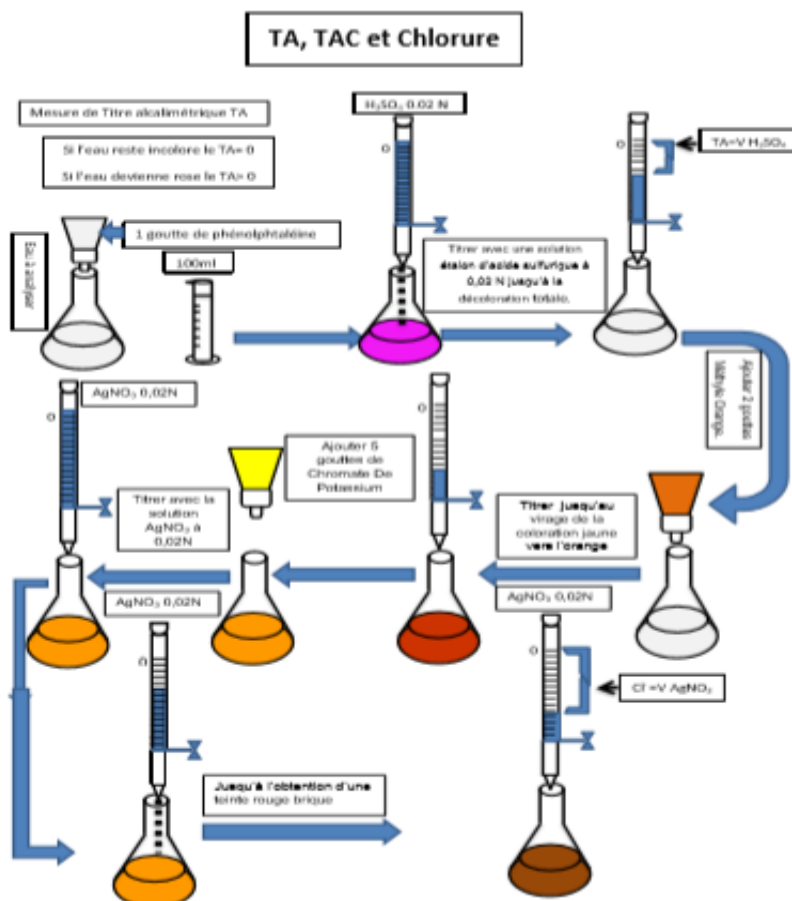 TA, TAC et Chlorure
Mesure de Titre alcalimétrique TA
Si l'eau reste incolore le TA= 0
Si l'eau devienne rose le TA> 0
1 goutte de phénolphtaléine
Eau à analyser
100ml
H₂SO₄ 0.02 N
Titrer avec une solution
étalon d'acide sulfurique à
0,02 N jusqu'à la
décoloration totale.
TA=V H₂SO₄
Ajouter 2 gouttes
Méthyle Orange.
Titrer jusqu'au
virage de la
coloration jaune
vers l'orange
Ajouter 5
gouttes de
Chromate De
Potassium
AgNO₃ 0,02N
Titrer avec la
solution
AgNO₃ à
0,02N
AgNO₃ 0,02N
Jusqu'à l'obtention d'une
teinte rouge brique
AgNO₃ 0,02N
Cl⁻=V AgNO₃